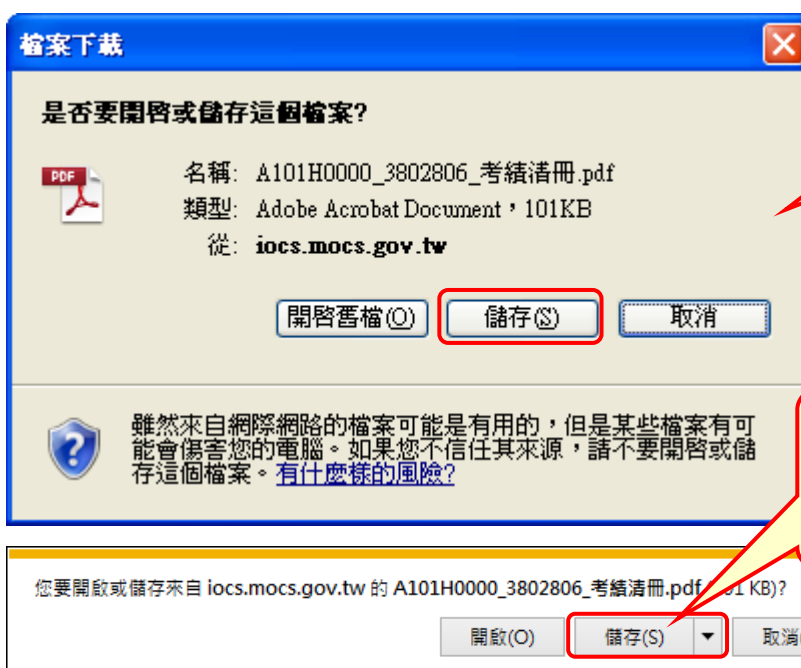 檔案下載
是否要開啓或儲存這個檔案?
PDF
名稱: A101H0000_3802806_考績清冊.pdf
類型: Adobe Acrobat Document，101KB
從: iocs.mocs.gov.tw
開啓舊檔(O) 儲存(S) 取消
雖然來自網際網路的檔案可能是有用的，但是某些檔案有可
能會傷害您的電腦。如果您不信任其來源，請不要開啓或儲
存這個檔案。有什麼樣的風險?
您要開啟或儲存來自 iocs.mocs.gov.tw 的 A101H0000_3802806_考績清冊.pdf KB)?
開啟(O) 儲存(S) 取消